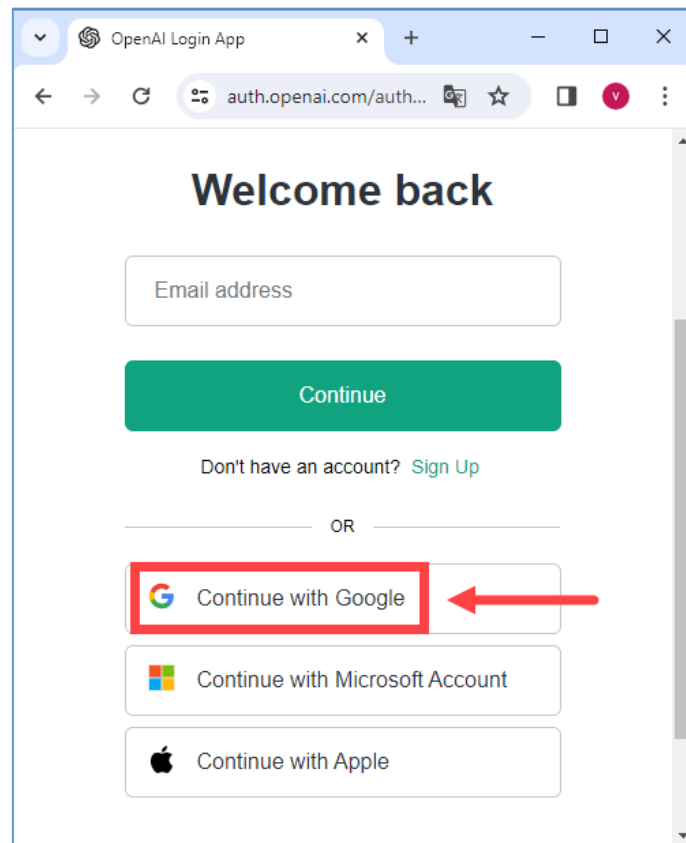 OpenAI Login App
auth.openai.com/auth...
V
Welcome back
Email address
Continue
Don't have an account? Sign Up
OR
Continue with Google
Continue with Microsoft Account
Continue with Apple